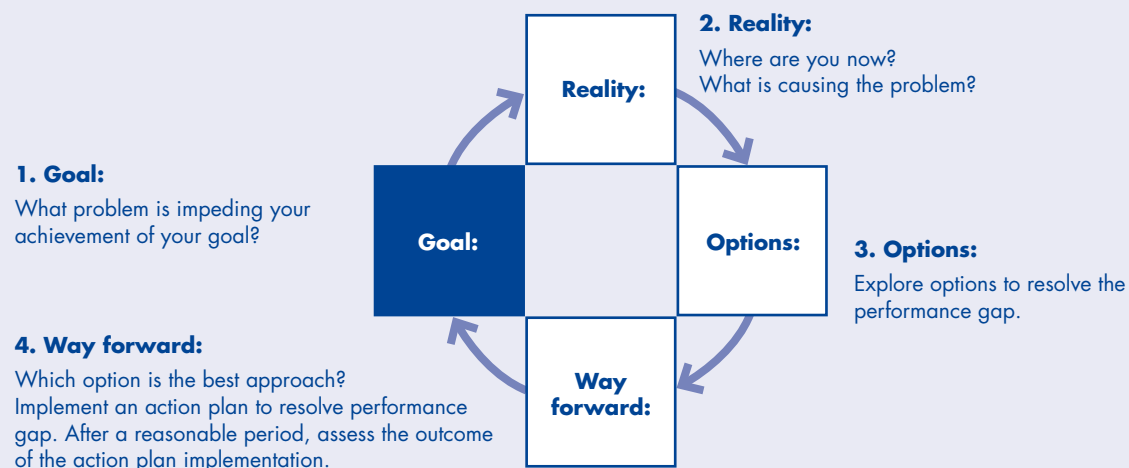 2. Reality:
Where are you now?
What is causing the problem?
Reality:
1. Goal:
What problem is impeding your
achievement of your goal?
Goal:
Options:
3. Options:
Explore options to resolve the
performance gap.
4. Way forward:
Which option is the best approach?
Implement an action plan to resolve performance
gap. After a reasonable period, assess the outcome
of the action plan implementation.
Way
forward: